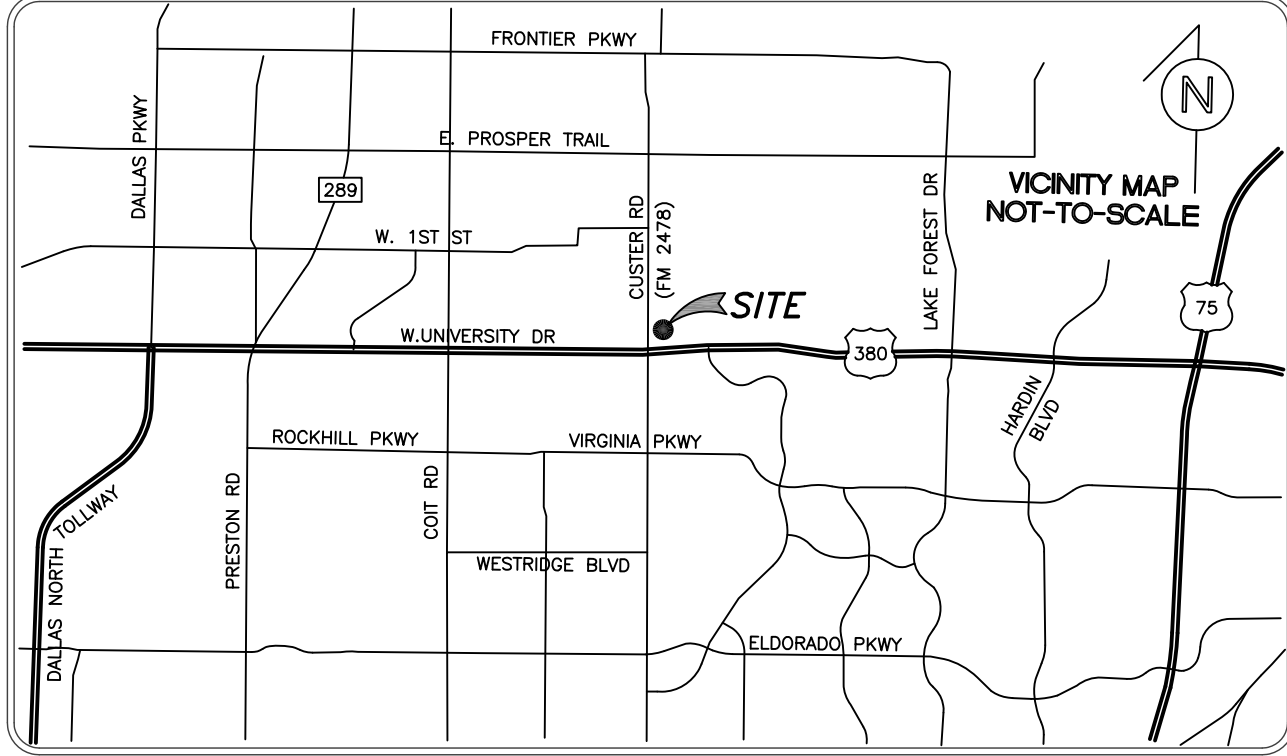 FRONTIER PKWY
N
DALLAS PKWY
E. PROSPER TRAIL
289
VICINITY MAP
NOT-TO-SCALE
LAKE FOREST DR
W. 1ST ST
CUSTER RD
(FM 2478)
SITE
75
W.UNIVERSITY DR
380
HARDIN
BLVD
ROCKHILL PKWY
VIRGINIA PKWY
COIT RD
PRESTON RD
DALLAS NORTH
TOLLWAY
WESTRIDGE BLVD
ELDORADO PKWY